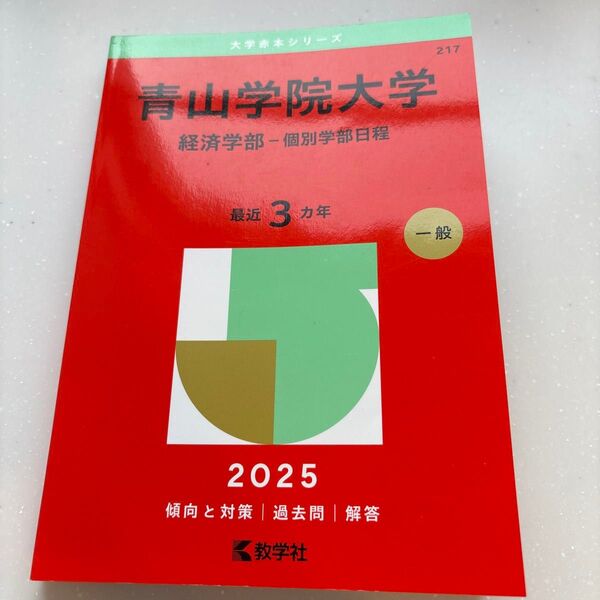 大学赤本シリーズ
217
青山学院大学
経済学部－個別学部日程
最近 3 カ年
一般
2025
傾向と対策｜過去問｜解答
教学社